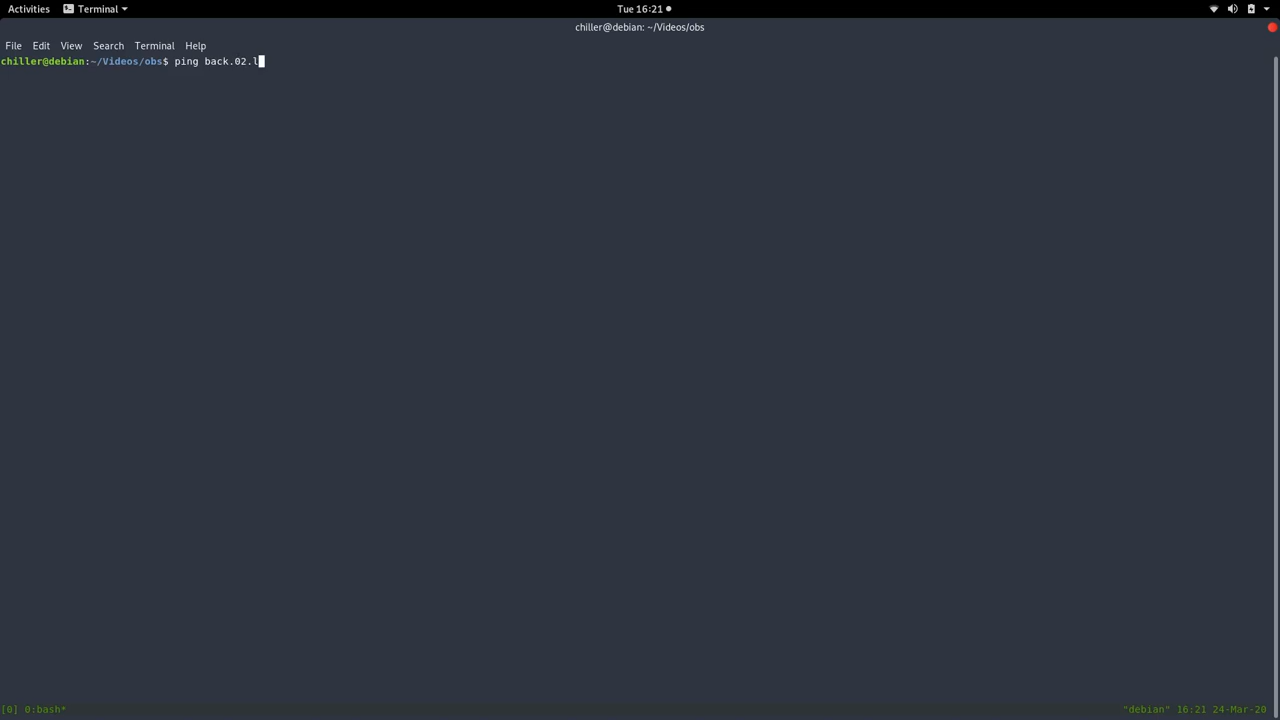 Activities Terminal Tue 16:21
chiller@debian: ~/Videos/obs
File Edit View Search Terminal Help
chiller@debian:~/Videos/obs$ ping back.02.l
[0] 0:bash* "debian" 16:21 24-Mar-20